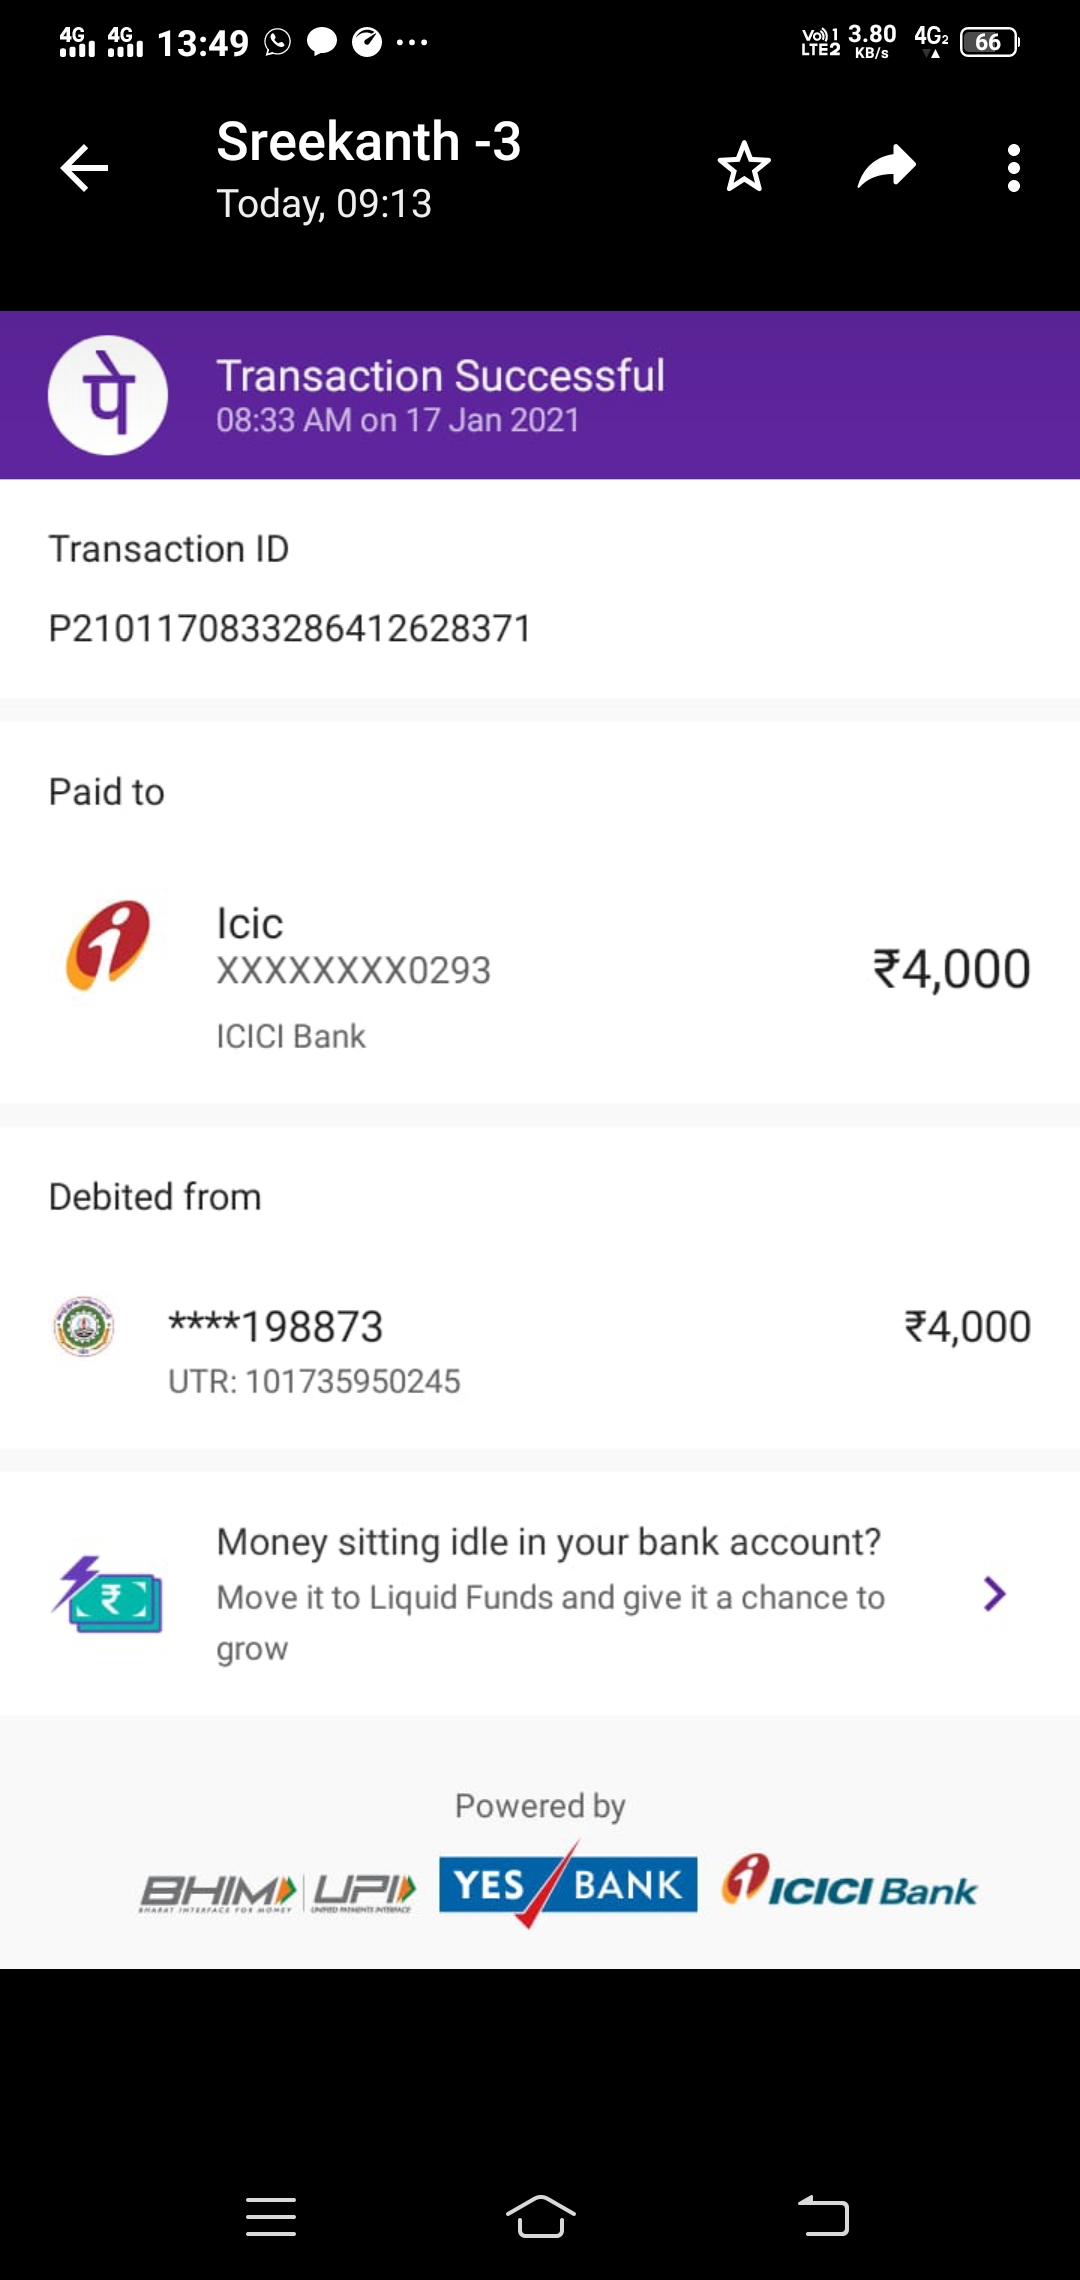 4G 4G 13:49 Vo)) 1 LTE2 3.80 KB/s 4G2 66
Sreekanth -3
Today, 09:13
पे
Transaction Successful
08:33 AM on 17 Jan 2021
Transaction ID
P2101170833286412628371
Paid to
Icic
XXXXXXXX0293
₹4,000
ICICI Bank
Debited from
****198873 ₹4,000
UTR: 101735950245
Money sitting idle in your bank account?
Move it to Liquid Funds and give it a chance to
grow
Powered by
BHIM UPI YES BANK ICICI Bank
BHARAT INTERFACE FOR MONEY UNIFIED PAYMENTS INTERFACE